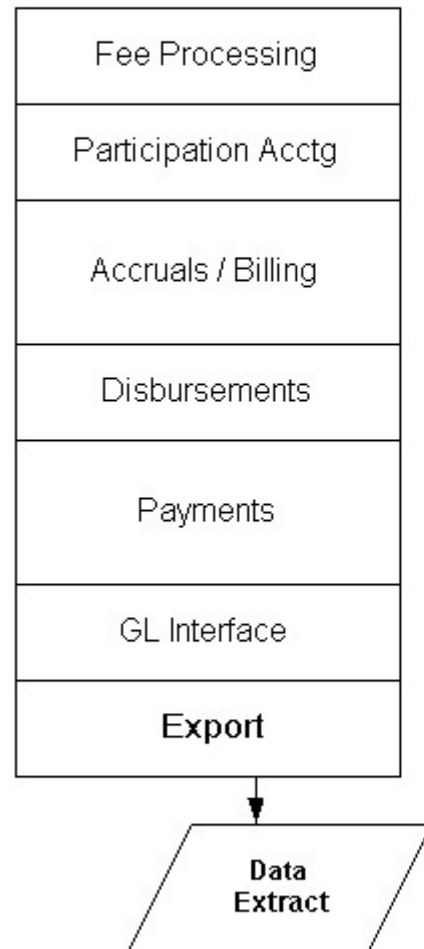 Fee Processing
Participation Acctg
Accruals / Billing
Disbursements
Payments
GL Interface
Export
Data
Extract